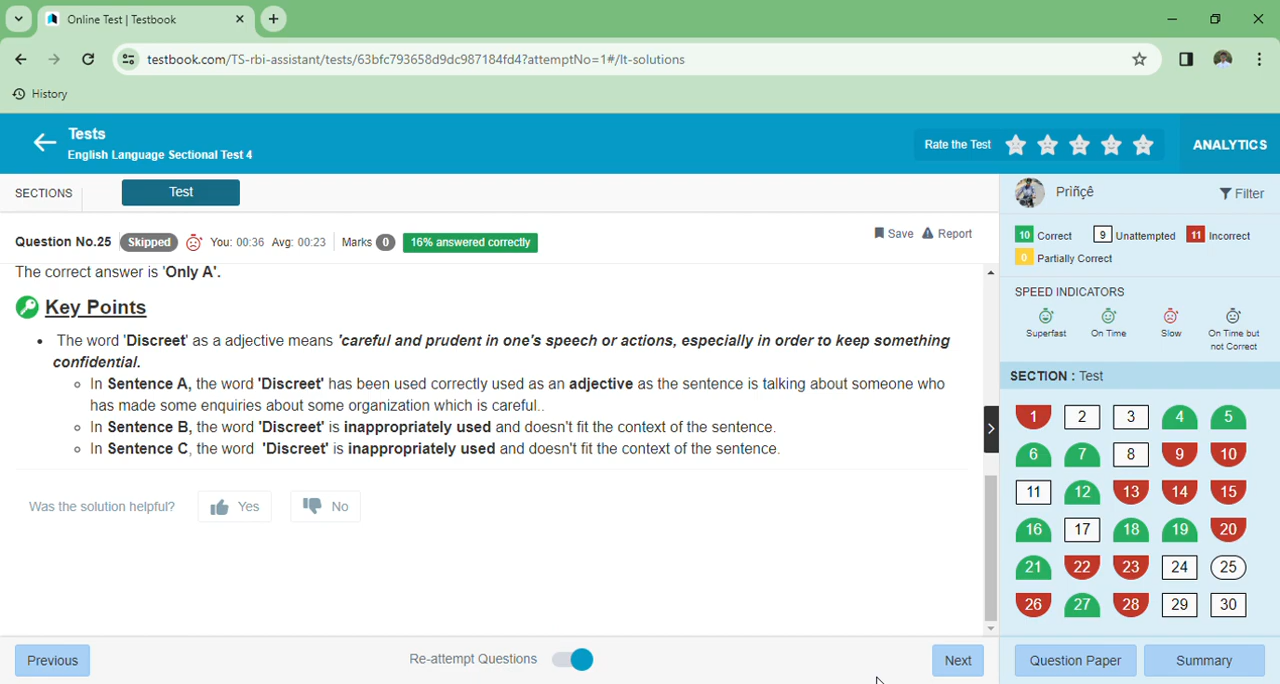 Online Test | Testbook
testbook.com/TS-rbi-assistant/tests/63bfc793658d9dc987184fd4?attemptNo=1#/lt-solutions
History
Tests
English Language Sectional Test 4
Rate the Test
ANALYTICS
SECTIONS
Test
Priñçê
Filter
Question No.25
Skipped
You: 00:36 Avg: 00:23
Marks 0
16% answered correctly
Save
Report
10 Correct
9 Unattempted
11 Incorrect
0 Partially Correct
The correct answer is 'Only A'.
Key Points
• The word 'Discreet' as a adjective means 'careful and prudent in one's speech or actions, especially in order to keep something
confidential.
In Sentence A, the word 'Discreet' has been used correctly used as an adjective as the sentence is talking about someone who
has made some enquiries about some organization which is careful..
In Sentence B, the word 'Discreet' is inappropriately used and doesn't fit the context of the sentence.
In Sentence C, the word 'Discreet' is inappropriately used and doesn't fit the context of the sentence.
Was the solution helpful?
Yes
No
SPEED INDICATORS
Superfast
On Time
Slow
On Time but
not Correct
SECTION : Test
1 2 3 4 5
6 7 8 9 10
11 12 13 14 15
16 17 18 19 20
21 22 23 24 25
26 27 28 29 30
Previous
Re-attempt Questions
Next
Question Paper
Summary